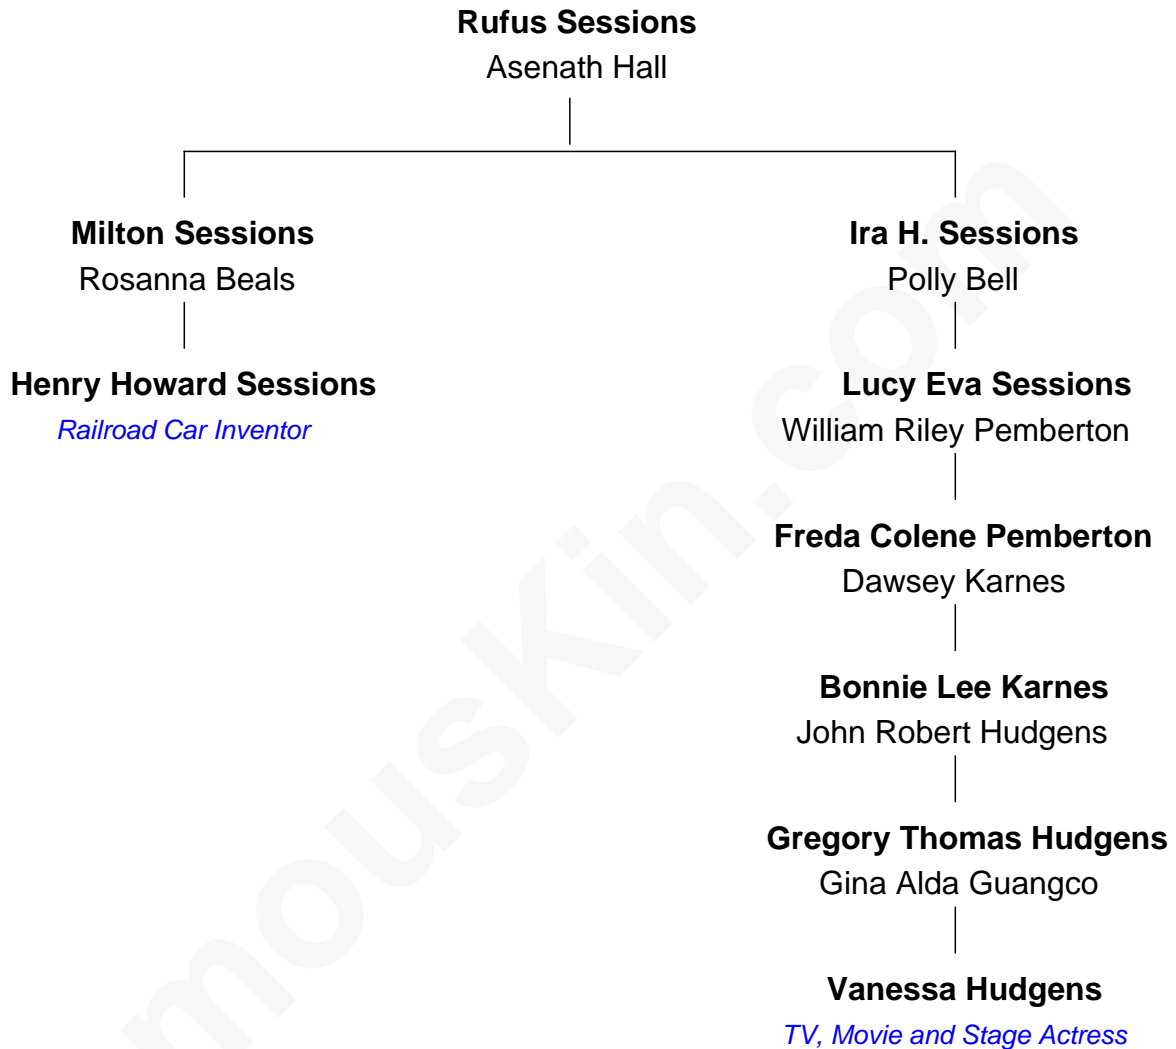 Rufus Sessions
Asenath Hall
Milton Sessions
Rosanna Beals
Ira H. Sessions
Polly Bell
Henry Howard Sessions
Railroad Car Inventor
Lucy Eva Sessions
William Riley Pemberton
Freda Colene Pemberton
Dawsey Karnes
Bonnie Lee Karnes
John Robert Hudgens
Gregory Thomas Hudgens
Gina Alda Guangco
Vanessa Hudgens
TV, Movie and Stage Actress
mouskin.com